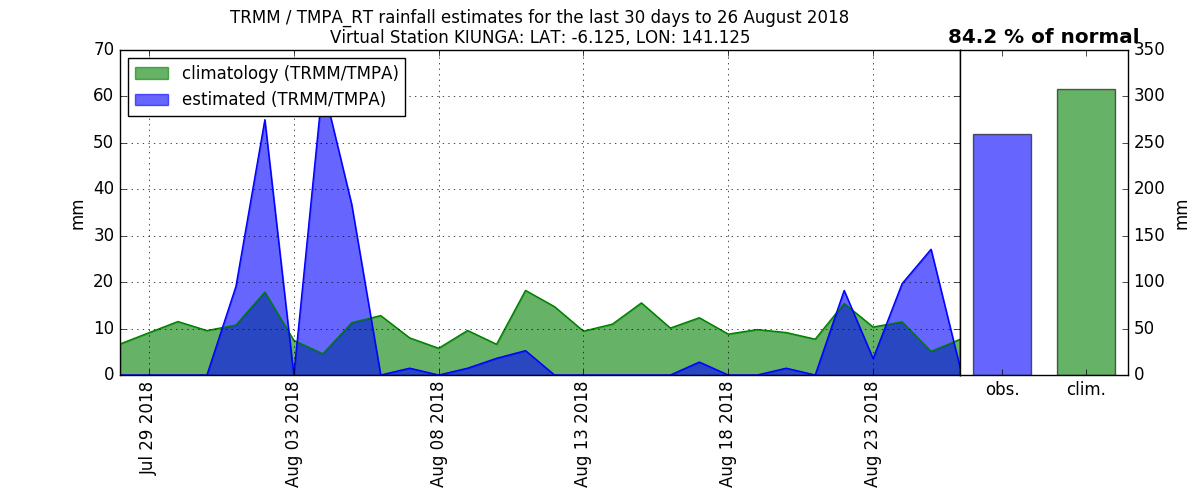 TRMM / TMPA_RT rainfall estimates for the last 30 days to 26 August 2018
Virtual Station KIUNGA: LAT: -6.125, LON: 141.125
84.2 % of normal
climatology (TRMM/TMPA)
estimated (TRMM/TMPA)
70
60
50
40
30
20
10
0
mm
Jul 29 2018
Aug 03 2018
Aug 08 2018
Aug 13 2018
Aug 18 2018
Aug 23 2018
obs.
clim.
350
300
250
200
150
100
50
0
mm